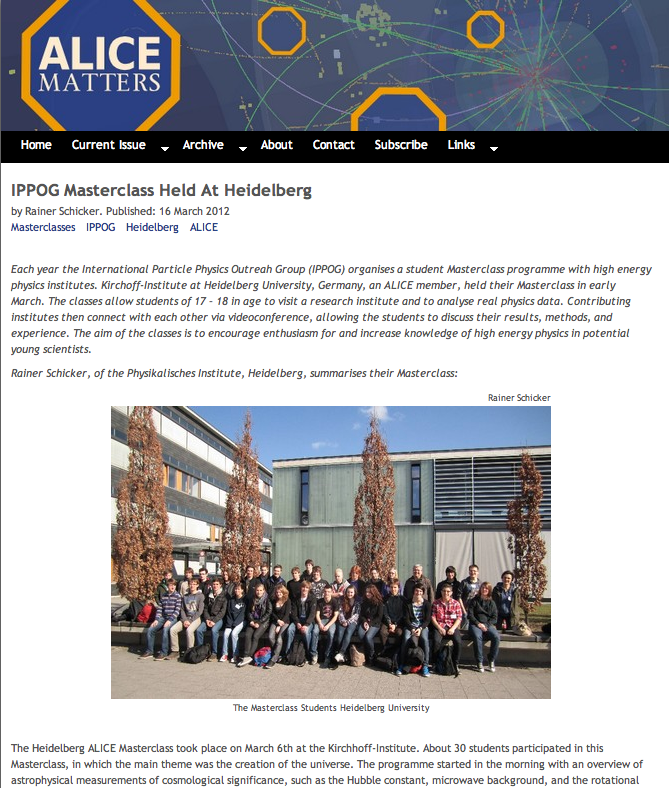 ALICE
MATTERS
Home Current Issue Archive About Contact Subscribe Links
IPPOG Masterclass Held At Heidelberg
by Rainer Schicker. Published: 16 March 2012
Masterclasses IPPOG Heidelberg ALICE
Each year the International Particle Physics Outreah Group (IPPOG) organises a student Masterclass programme with high energy
physics institutes. Kirchoff-Institute at Heidelberg University, Germany, an ALICE member, held their Masterclass in early
March. The classes allow students of 17 - 18 in age to visit a research institute and to analyse real physics data. Contributing
institutes then connect with each other via videoconference, allowing the students to discuss their results, methods, and
experience. The aim of the classes is to encourage enthusiasm for and increase knowledge of high energy physics in potential
young scientists.
Rainer Schicker, of the Physikalisches Institute, Heidelberg, summarises their Masterclass:
Rainer Schicker
The Masterclass Students Heidelberg University
The Heidelberg ALICE Masterclass took place on March 6th at the Kirchhoff-Institute. About 30 students participated in this
Masterclass, in which the main theme was the creation of the universe. The programme started in the morning with an overview of
astrophysical measurements of cosmological significance, such as the Hubble constant, microwave background, and the rotational